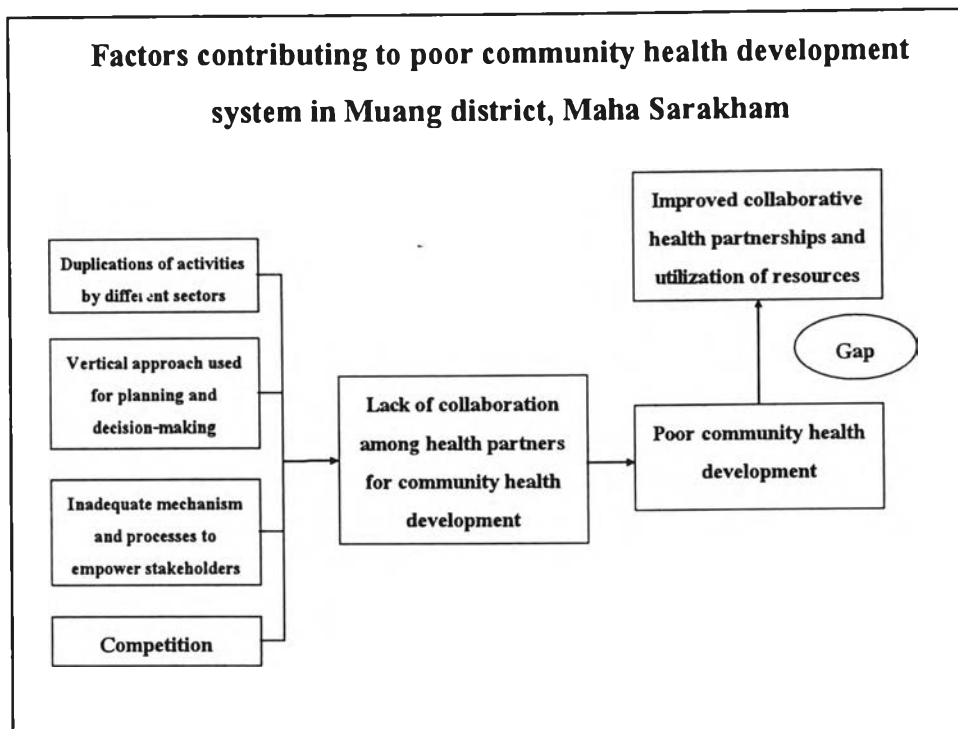 Factors contributing to poor community health development
system in Muang district, Maha Sarakham
Duplications of activities
by different sectors
Vertical approach used
for planning and
decision-making
Inadequate mechanism
and processes to
empower stakeholders
Competition
Lack of collaboration
among health partners
for community health
development
Improved collaborative
health partnerships and
utilization of resources
Gap
Poor community health
development